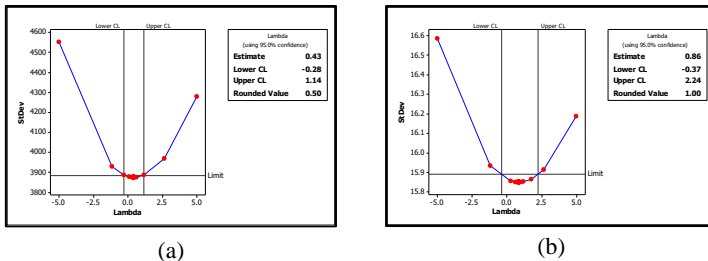 Lower CL Upper CL
4600
4500
4400
4300
4200
4100
4000
3900
3800
StDev
Limit
-5.0 -2.5 0.0 2.5 5.0
Lambda
Lambda
(using 95.0% confidence)
Estimate 0.43
Lower CL -0.28
Upper CL 1.14
Rounded Value 0.50
(a)
Lower CL Upper CL
16.6
16.5
16.4
16.3
16.2
16.1
16.0
15.9
15.8
StDev
Limit
-5.0 -2.5 0.0 2.5 5.0
Lambda
Lambda
(using 95.0% confidence)
Estimate 0.86
Lower CL -0.37
Upper CL 2.24
Rounded Value 1.00
(b)